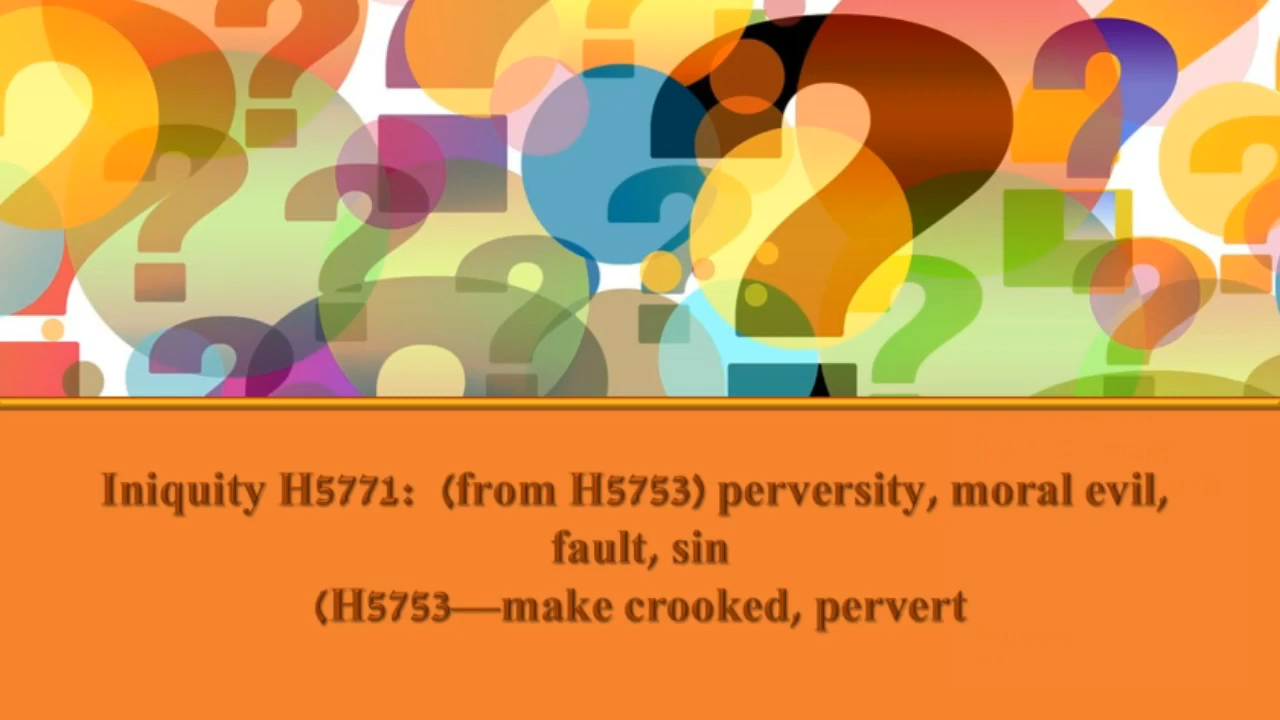 Iniquity H5771:  (from H5753) perversity, moral evil,
fault, sin
(H5753—make crooked, pervert